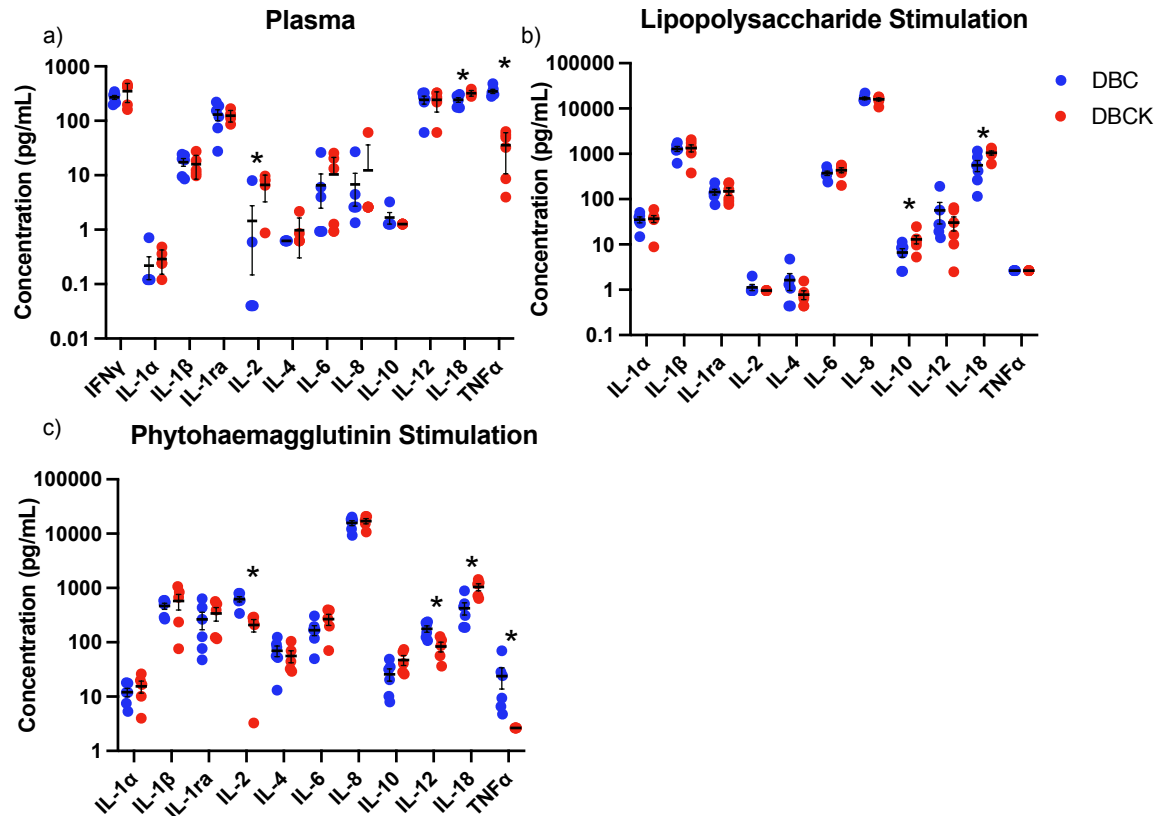 a)
Plasma
Concentration (pg/mL)
1000
100
10
1
0.1
0.01
IFNγ
IL-1α
IL-1β
IL-1ra
IL-2
IL-4
IL-6
IL-8
IL-10
IL-12
IL-18
TNFα
*
*
*
b)
Lipopolysaccharide Stimulation
Concentration (pg/mL)
100000
10000
1000
100
10
1
0.1
IL-1α
IL-1β
IL-1ra
IL-2
IL-4
IL-6
IL-8
IL-10
IL-12
IL-18
TNFα
*
*
DBC
DBCK
c)
Phytohaemagglutinin Stimulation
Concentration (pg/mL)
100000
10000
1000
100
10
1
IL-1α
IL-1β
IL-1ra
IL-2
IL-4
IL-6
IL-8
IL-10
IL-12
IL-18
TNFα
*
*
*
*